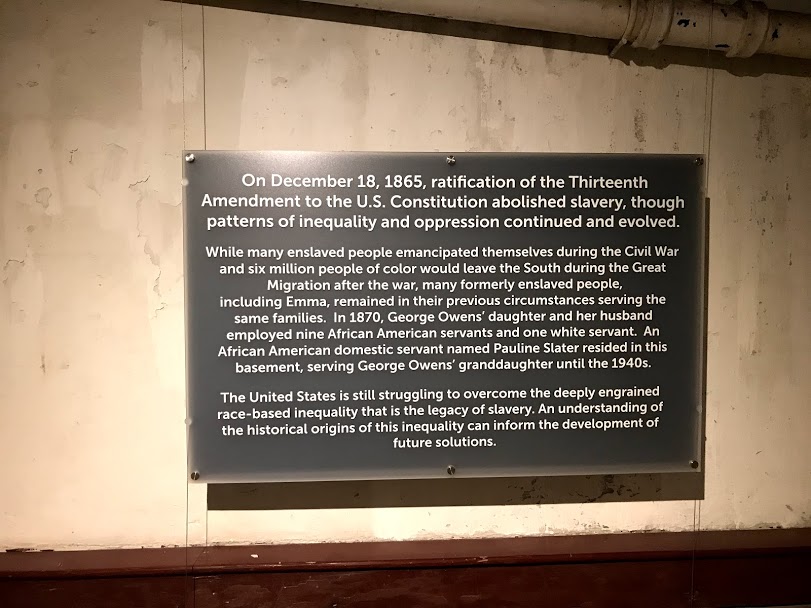 On December 18, 1865, ratification of the Thirteenth
Amendment to the U.S. Constitution abolished slavery, though
patterns of inequality and oppression continued and evolved.
While many enslaved people emancipated themselves during the Civil War
and six million people of color would leave the South during the Great
Migration after the war, many formerly enslaved people,
including Emma, remained in their previous circumstances serving the
same families. In 1870, George Owens' daughter and her husband
employed nine African American servants and one white servant. An
African American domestic servant named Pauline Slater resided in this
basement, serving George Owens' granddaughter until the 1940s.
The United States is still struggling to overcome the deeply engrained
race-based inequality that is the legacy of slavery. An understanding of
the historical origins of this inequality can inform the development of
future solutions.